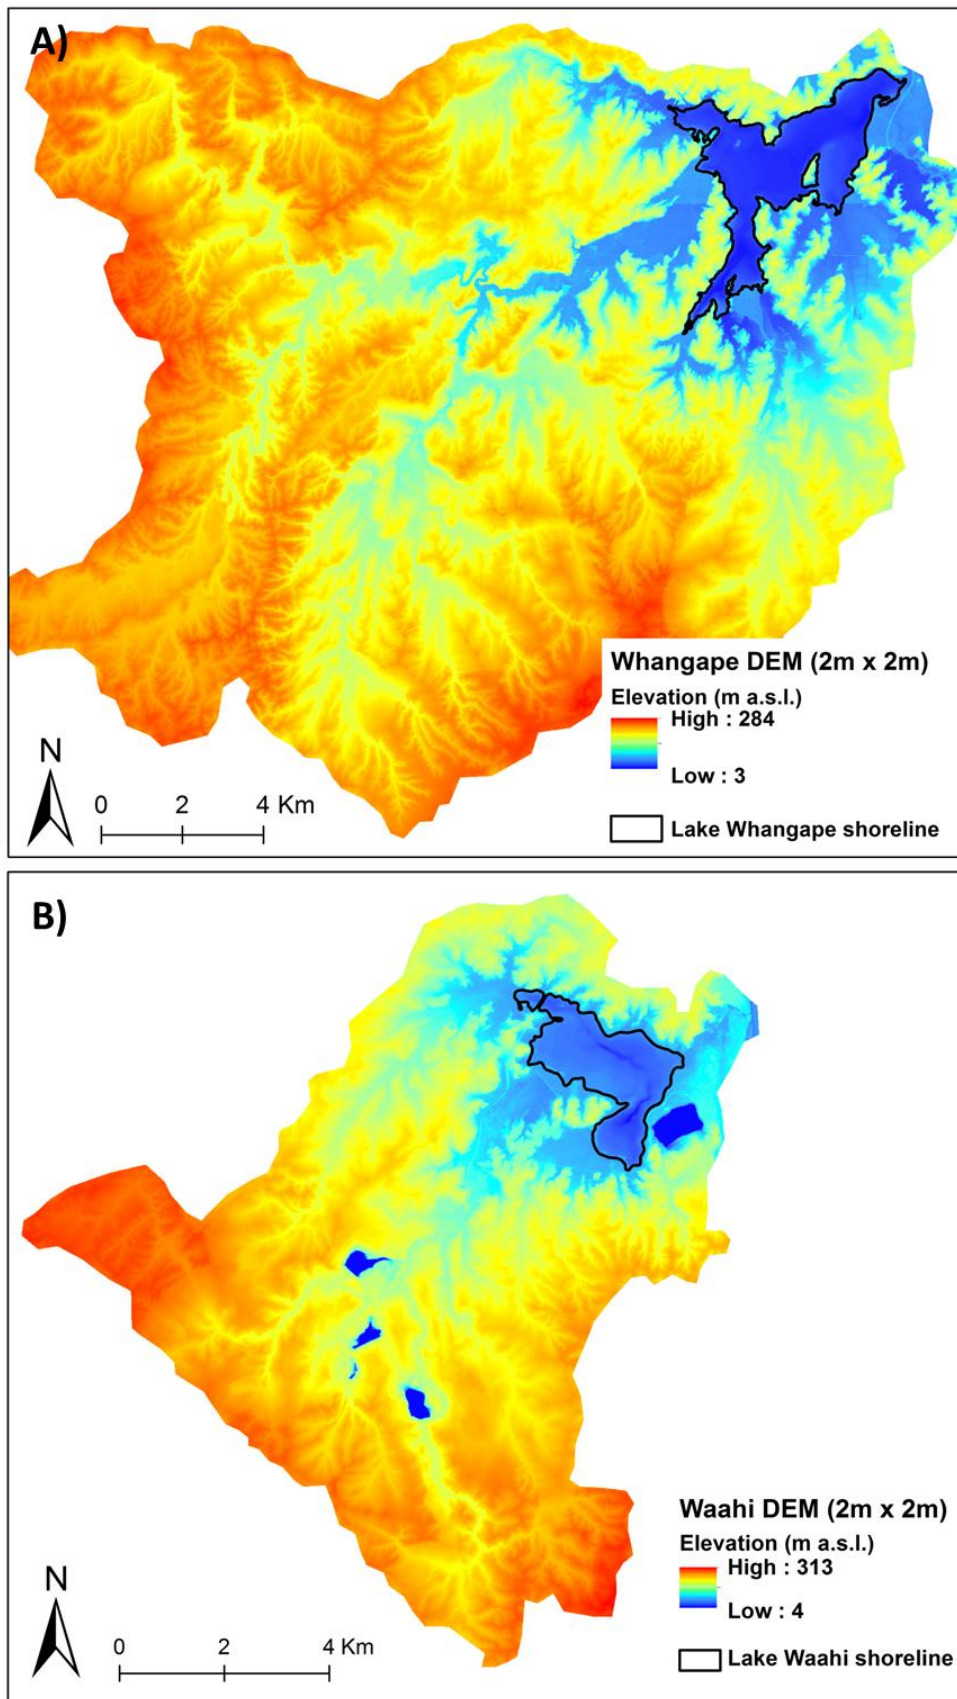 A)
Whangape DEM (2m x 2m)
Elevation (m a.s.l.)
High : 284
Low : 3
Lake Whangape shoreline
N
0 2 4 Km
B)
Waahi DEM (2m x 2m)
Elevation (m a.s.l.)
High : 313
Low : 4
Lake Waahi shoreline
N
0 2 4 Km